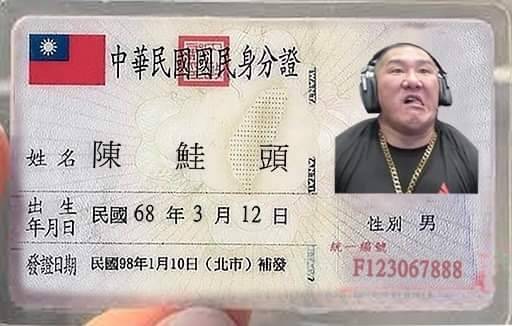 中華民國國民身分證
姓名 陳 鮭 頭
出生年月日 民國 68 年 3 月 12 日
性別 男
統一編號
F123067888
發證日期 民國98年1月10日（北市）補發